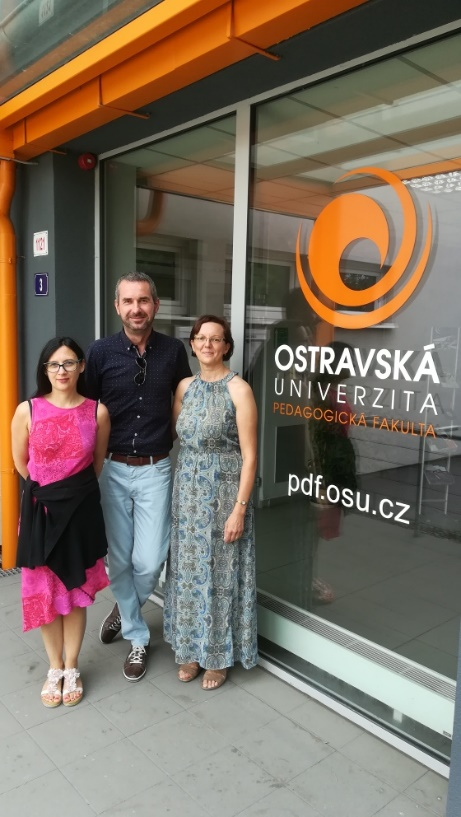 1121
3
OSTRAVSKÁ
UNIVERZITA
PEDAGOGICKÁ FAKULTA
pdf.osu.cz